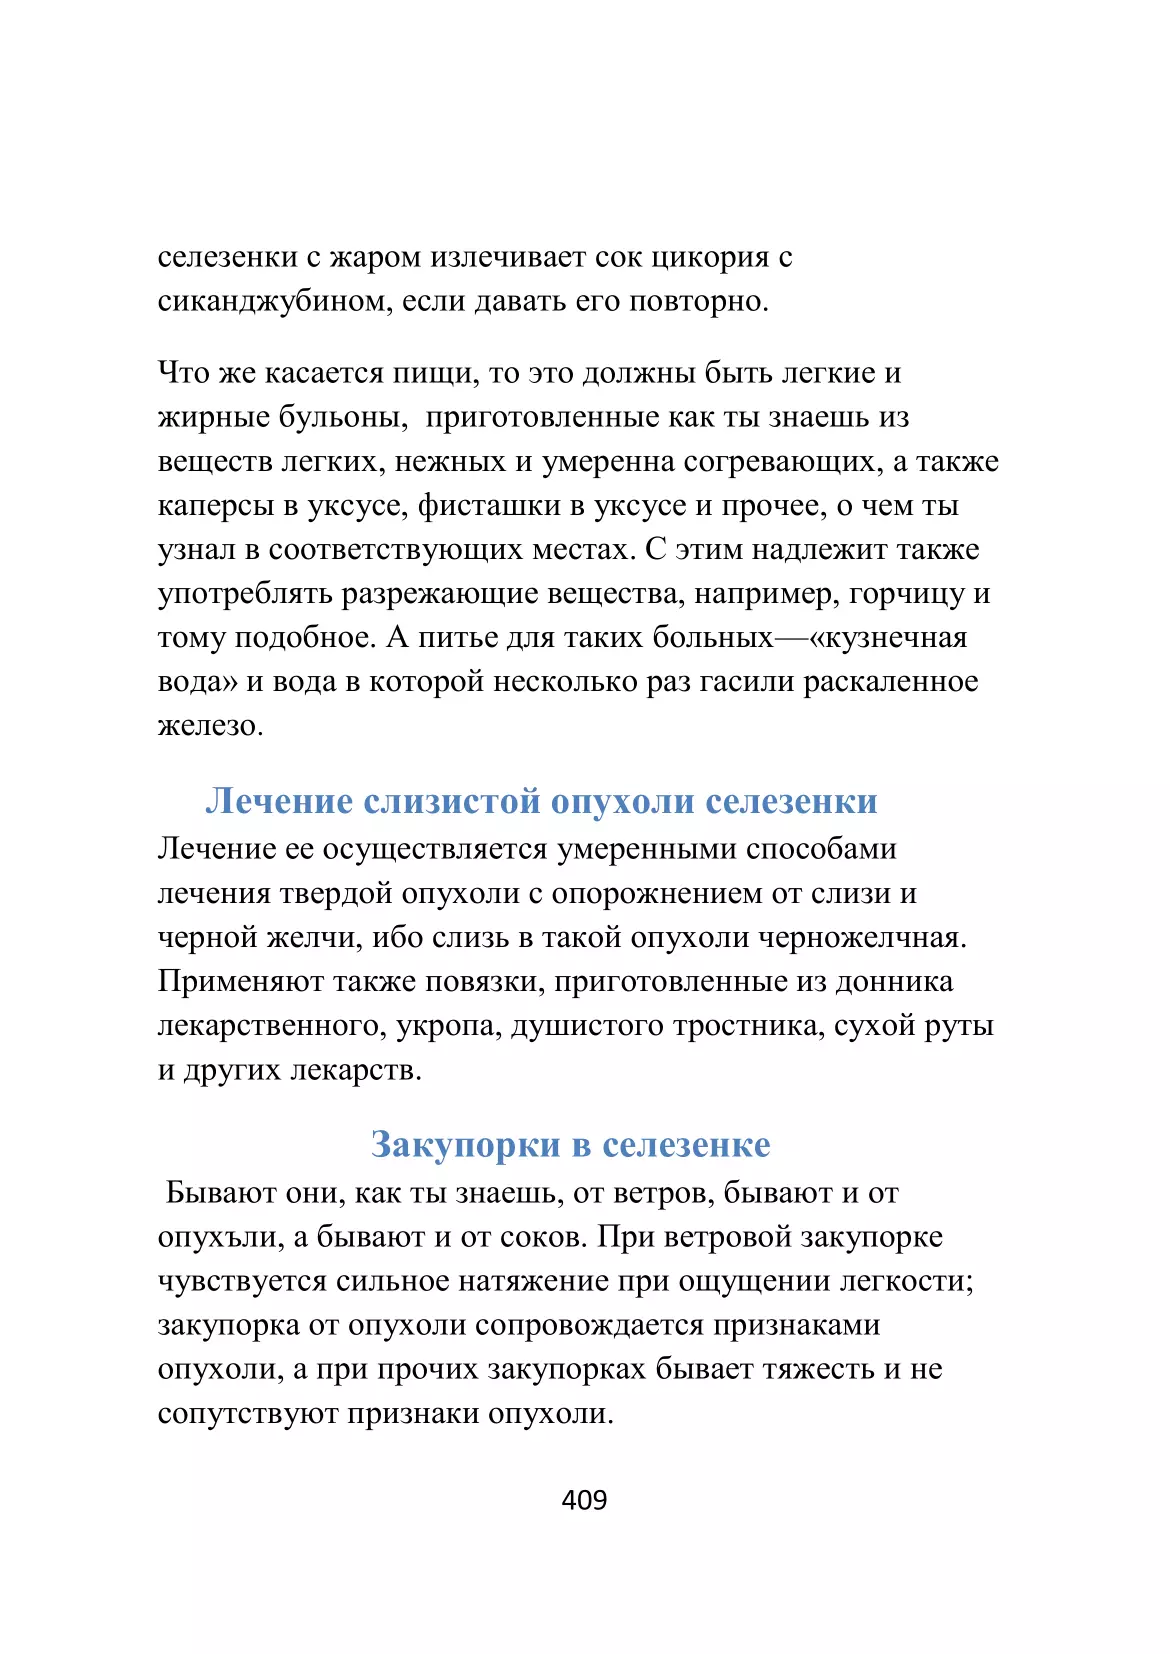 селезенки с жаром излечивает сок цикория с
сиканджубином, если давать его повторно.
Что же касается пищи, то это должны быть легкие и
жирные бульоны,  приготовленные как ты знаешь из
веществ легких, нежных и умеренна согревающих, а также
каперсы в уксусе, фисташки в уксусе и прочее, о чем ты
узнал в соответствующих местах. С этим надлежит также
употреблять разрежающие вещества, например, горчицу и
тому подобное. А питье для таких больных—«кузнечная
вода» и вода в которой несколько раз гасили раскаленное
железо.
Лечение слизистой опухоли селезенки
Лечение ее осуществляется умеренными способами
лечения твердой опухоли с опорожнением от слизи и
черной желчи, ибо слизь в такой опухоли черножелчная.
Применяют также повязки, приготовленные из донника
лекарственного, укропа, душистого тростника, сухой руты
и других лекарств.
Закупорки в селезенке
Бывают они, как ты знаешь, от ветров, бывают и от
опухъли, а бывают и от соков. При ветровой закупорке
чувствуется сильное натяжение при ощущении легкости;
закупорка от опухоли сопровождается признаками
опухоли, а при прочих закупорках бывает тяжесть и не
сопутствуют признаки опухоли.
409